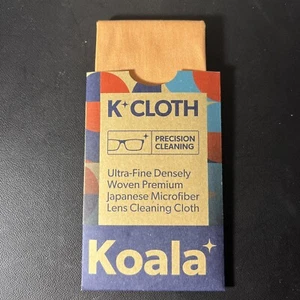 K CLOTH
PRECISION
CLEANING
Ultra-Fine Densely
Woven Premium
Japanese Microfiber
Lens Cleaning Cloth
Koala